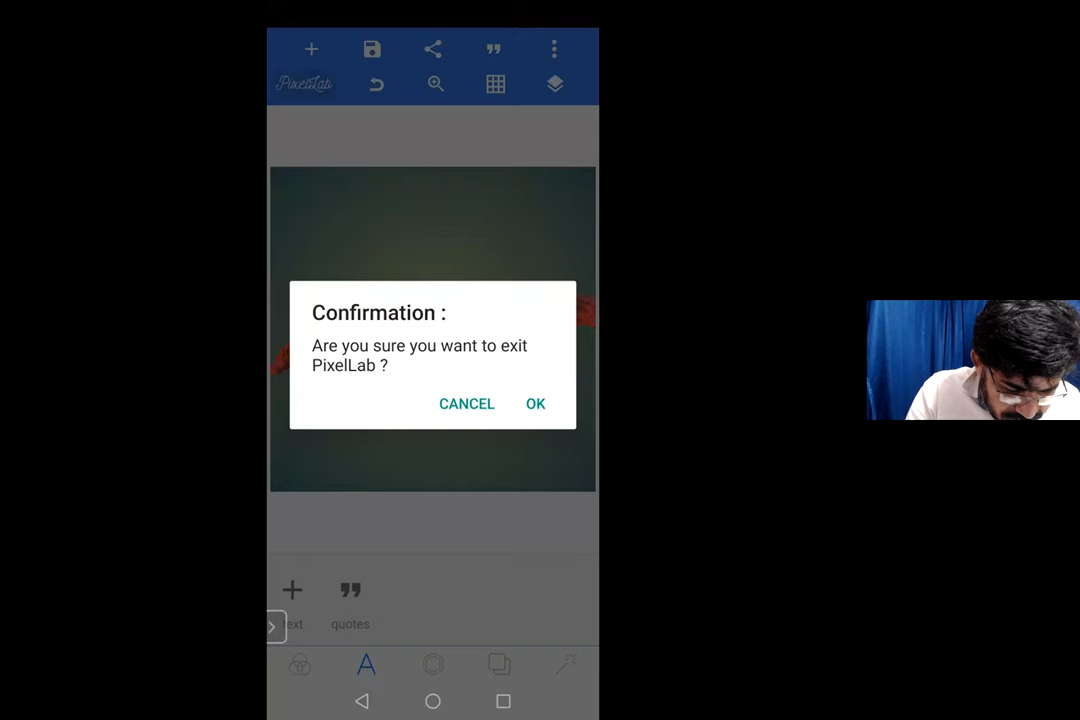 PixelLab
Confirmation :
Are you sure you want to exit
PixelLab ?
CANCEL OK
text quotes